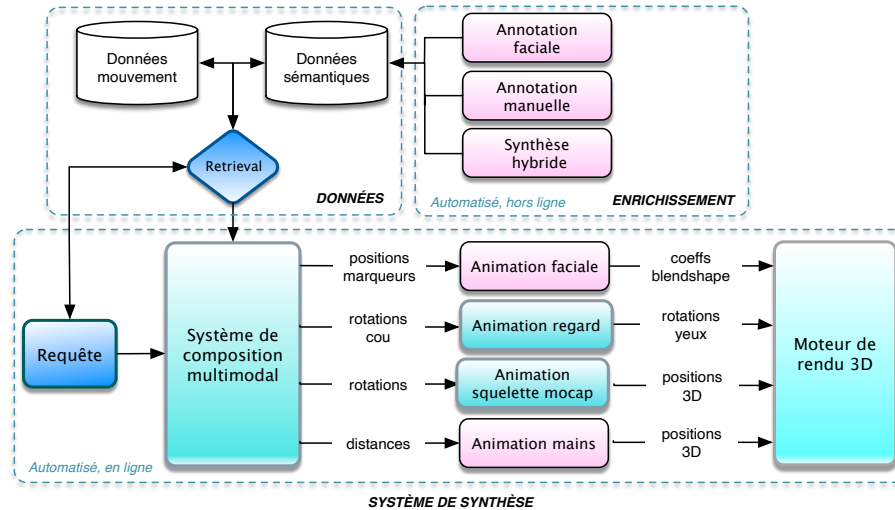 Données
mouvement
Données
sémantiques
Annotation
faciale
Annotation
manuelle
Synthèse
hybride
Retrieval
DONNÉES
Automatisé, hors ligne
ENRICHISSEMENT
Requête
Système de
composition
multimodal
positions
marqueurs
Animation faciale
coeffs
blendshape
rotations
cou
Animation regard
rotations
yeux
rotations
Animation
squelette mocap
positions
3D
distances
Animation mains
positions
3D
Moteur de
rendu 3D
Automatisé, en ligne
SYSTÈME DE SYNTHÈSE